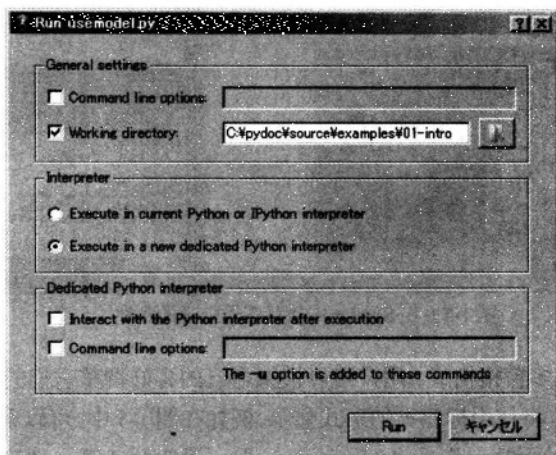 Run usemodel.py
General settings
Command line options:
Working directory: C:¥pydoc¥source¥examples¥01-intro
Interpreter
Execute in current Python or IPython interpreter
Execute in a new dedicated Python interpreter
Dedicated Python interpreter
Interact with the Python interpreter after execution
Command line options:
The -u option is added to these commands
Run キャンセル